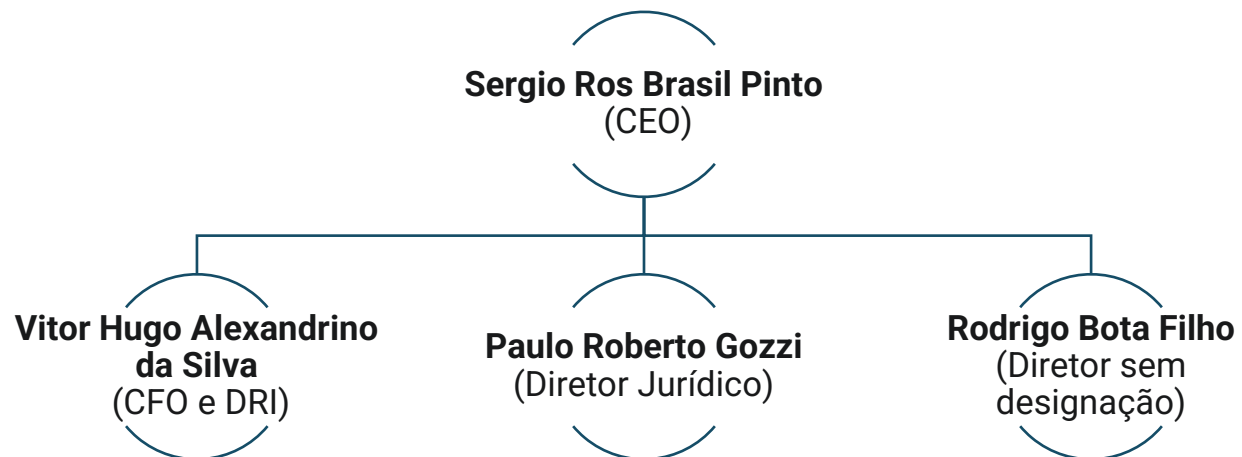 Sergio Ros Brasil Pinto
(CEO)
Vitor Hugo Alexandrino
da Silva
(CFO e DRI)
Paulo Roberto Gozzi
(Diretor Jurídico)
Rodrigo Bota Filho
(Diretor sem
designação)